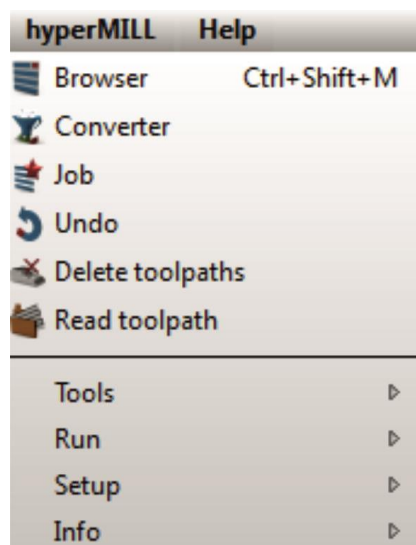 hyperMILL Help
Browser Ctrl+Shift+M
Converter
Job
Undo
Delete toolpaths
Read toolpath
Tools
Run
Setup
Info